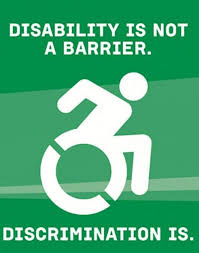 DISABILITY IS NOT
A BARRIER.
DISCRIMINATION IS.